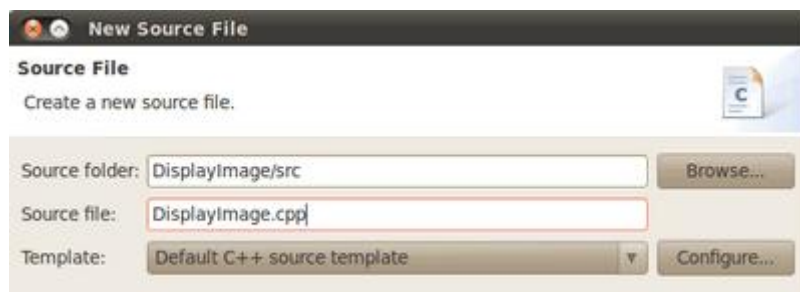 New Source File
Source File
Create a new source file.
C
Source folder: DisplayImage/src Browse...
Source file: DisplayImage.cpp
Template: Default C++ source template Configure...